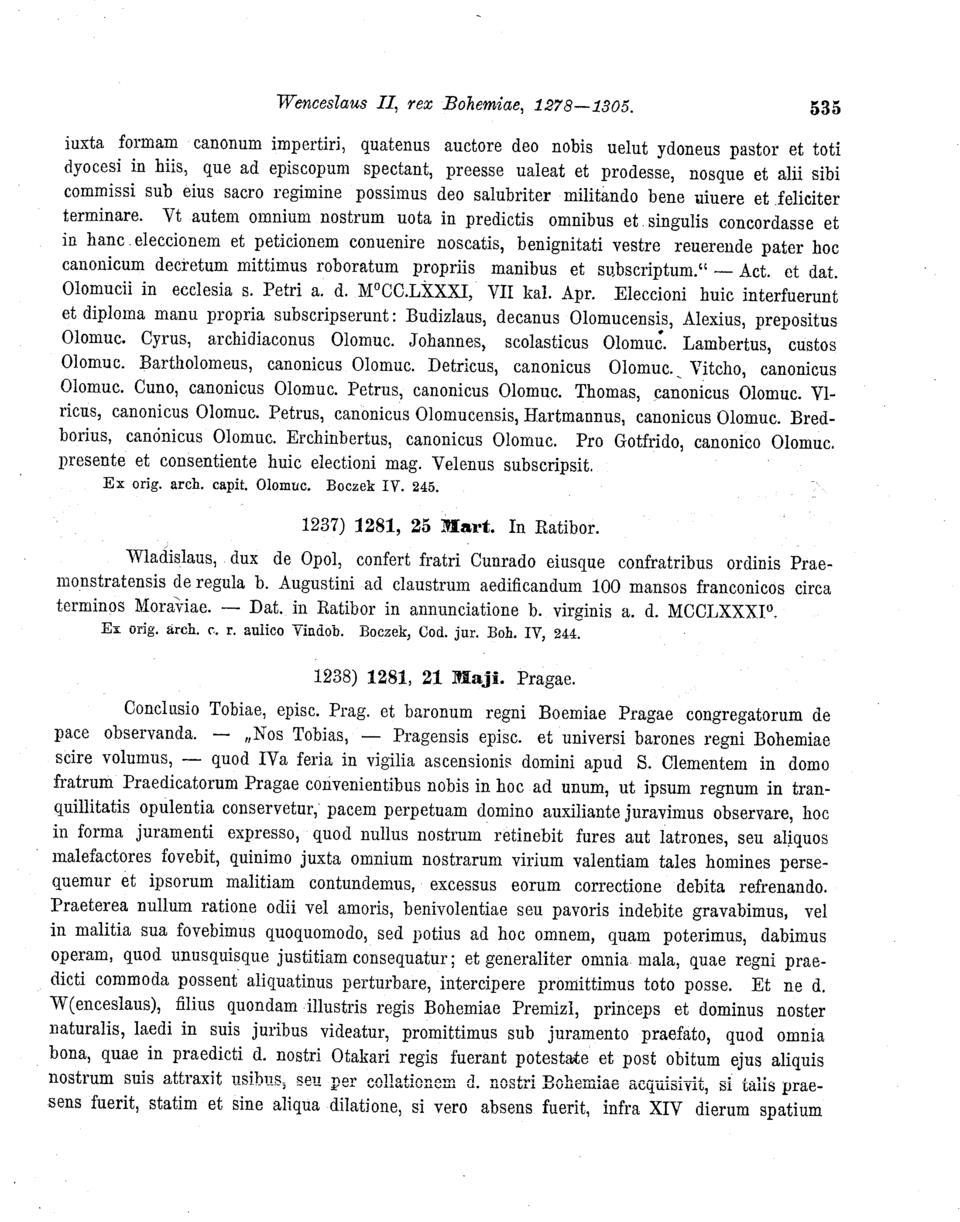 Wenceslaus II, rex Bohemiae, 1278—1305. 535
iuxta formam canonum impertiri, quatenus auctore deo nobis uelut ydoneus pastor et toti
dyocesi in hiis, que ad episcopum spectant, preesse ualeat et prodesse, nosque et alii sibi
commissi sub eius sacro regimine possimus deo salubriter militando bene uiuere et feliciter
terminare. Vt autem omnium nostrum uota in predictis omnibus et singulis concordasse et
in hanc eleccionem et peticionem conuenire noscatis, benignitati vestre reuerende pater hoc
canonicum decretum mittimus roboratum propriis manibus et subscriptum.“ — Act. et dat.
Olomucii in ecclesia s. Petri a. d. M⁰CC.LXXXI, VII kal. Apr. Eleccioni huic interfuerunt
et diploma manu propria subscripserunt: Budizlaus, decanus Olomucensis, Alexius, prepositus
Olomuc. Cyrus, archidiaconus Olomuc. Johannes, scolasticus Olomuc. Lambertus, custos
Olomuc. Bartholomeus, canonicus Olomuc. Detricus, canonicus Olomuc. Vitcho, canonicus
Olomuc. Cuno, canonicus Olomuc. Petrus, canonicus Olomuc. Thomas, canonicus Olomuc. Vl-
ricus, canonicus Olomuc. Petrus, canonicus Olomucensis, Hartmannus, canonicus Olomuc. Bred-
borius, canonicus Olomuc. Erchinbertus, canonicus Olomuc. Pro Gotfrido, canonico Olomuc.
presente et consentiente huic electioni mag. Velenus subscripsit.
Ex orig. arch. capit. Olomuc. Boczek IV. 245.
1237) 1281, 25 Mart. In Ratibor.
Wladislaus, dux de Opol, confert fratri Cunrado eiusque confratribus ordinis Prae-
monstratensis de regula b. Augustini ad claustrum aedificandum 100 mansos franconicos circa
terminos Moraviae. — Dat. in Ratibor in annunciatione b. virginis a. d. MCCLXXXI⁰.
Ex orig. arch. c. r. aulico Vindob. Boczek, Cod. jur. Boh. IV, 244.
1238) 1281, 21 Maji. Pragae.
Conclusio Tobiae, episc. Prag. et baronum regni Boemiae Pragae congregatorum de
pace observanda. — „Nos Tobias, — Pragensis episc. et universi barones regni Bohemiae
scire volumus, — quod IVa feria in vigilia ascensionis domini apud S. Clementem in domo
fratrum Praedicatorum Pragae convenientibus nobis in hoc ad unum, ut ipsum regnum in tran-
quillitatis opulentia conservetur, pacem perpetuam domino auxiliante juravimus observare, hoc
in forma juramenti expresso, quod nullus nostrum retinebit fures aut latrones, seu aliquos
malefactores fovebit, quinimo juxta omnium nostrarum virium valentiam tales homines perse-
quemur et ipsorum malitiam contundemus, excessus eorum correctione debita refrenando.
Praeterea nullum ratione odii vel amoris, benivolentiae seu pavoris indebite gravabimus, vel
in malitia sua fovebimus quoquomodo, sed potius ad hoc omnem, quam poterimus, dabimus
operam, quod unusquisque justitiam consequatur; et generaliter omnia mala, quae regni prae-
dicti commoda possent aliquatinus perturbare, intercipere promittimus toto posse. Et ne d.
W(enceslaus), filius quondam illustris regis Bohemiae Premizl, princeps et dominus noster
naturalis, laedi in suis juribus videatur, promittimus sub juramento praefato, quod omnia
bona, quae in praedicti d. nostri Otakari regis fuerant potestate et post obitum ejus aliquis
nostrum suis attraxit usibus, seu per collationem d. nostri Bohemiae acquisivit, si talis prae-
sens fuerit, statim et sine aliqua dilatione, si vero absens fuerit, infra XIV dierum spatium